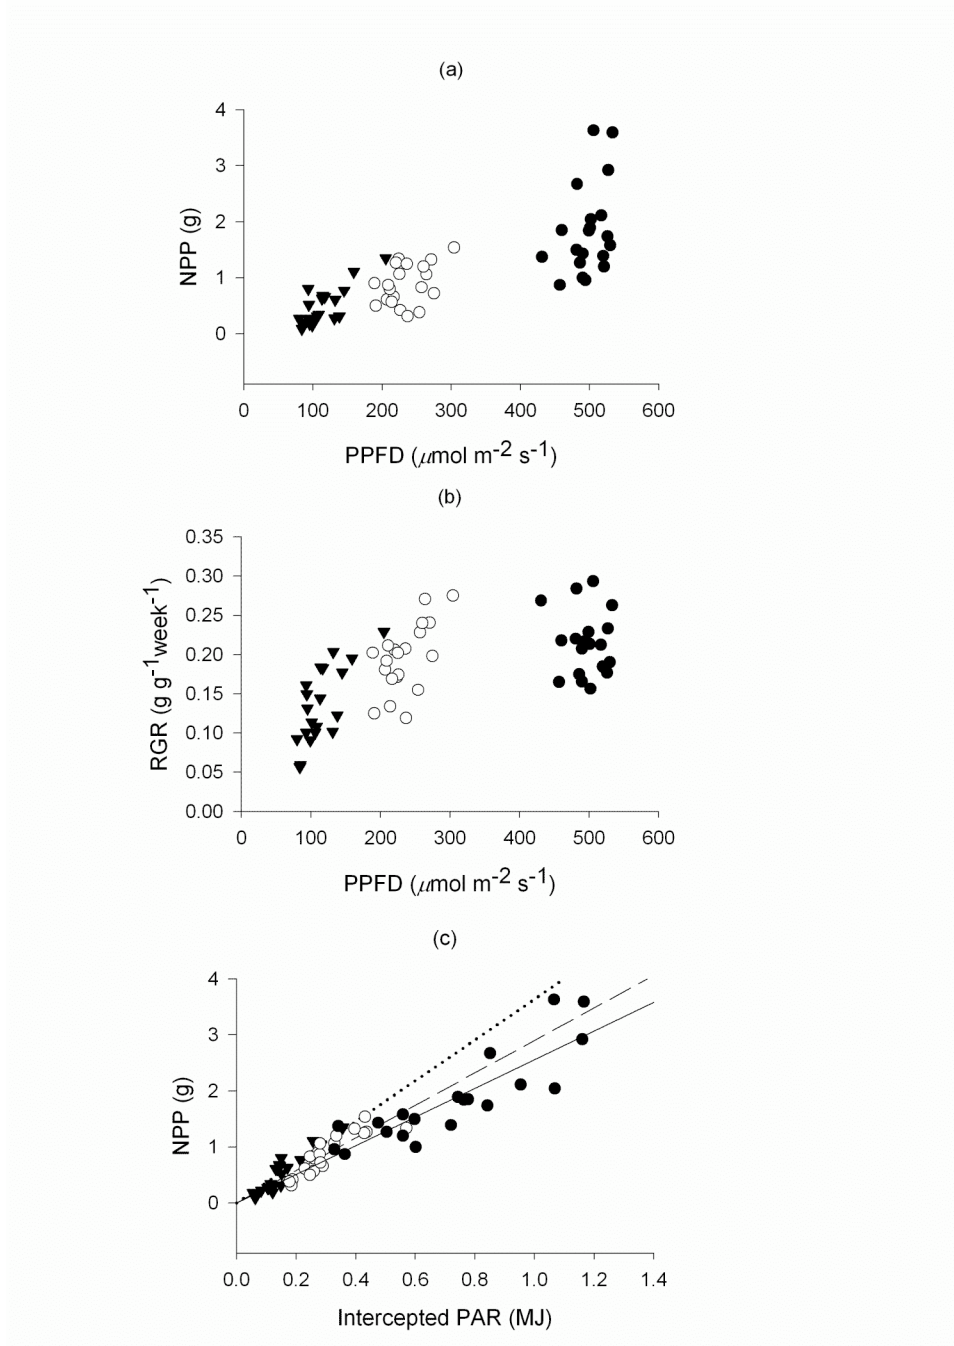 (a)
4
3
2
1
0
NPP (g)
0 100 200 300 400 500 600
PPFD (μmol m-2 s-1)
(b)
0.35
0.30
0.25
0.20
0.15
0.10
0.05
0.00
RGR (g g-1week-1)
0 100 200 300 400 500 600
PPFD (μmol m-2 s-1)
(c)
4
3
2
1
0
NPP (g)
0.0 0.2 0.4 0.6 0.8 1.0 1.2 1.4
Intercepted PAR (MJ)